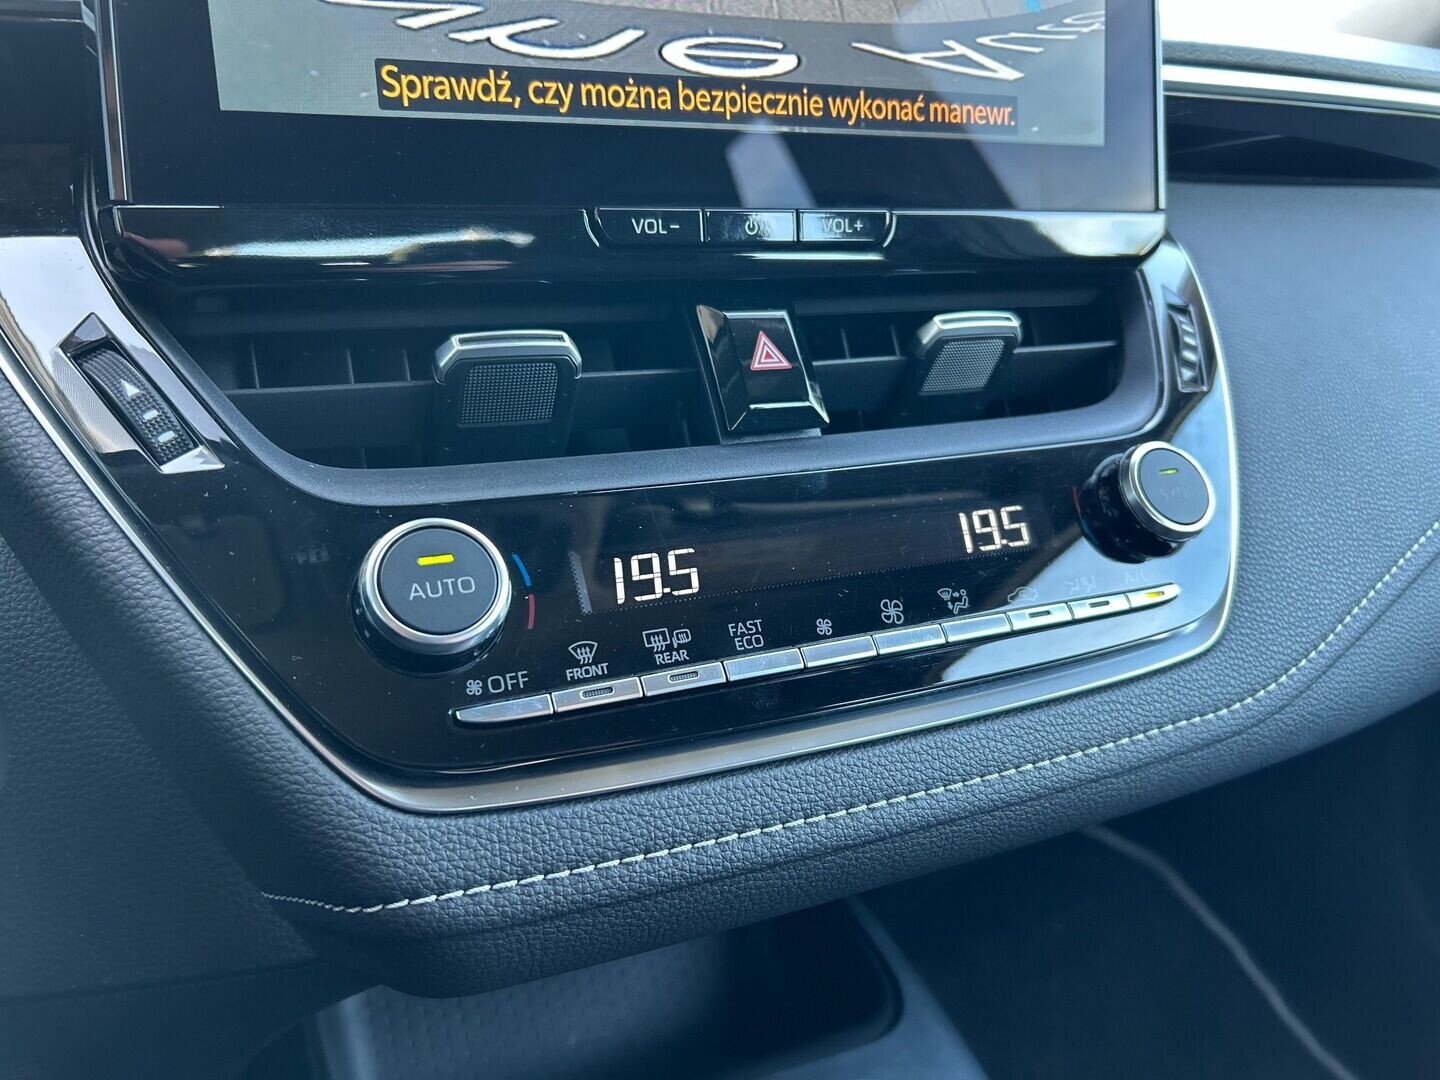 Sprawdź, czy można bezpiecznie wykonać manewr.
VOL- VOL+
19.5 19.5
AUTO
A/C
FAST
ECO
REAR
FRONT
OFF